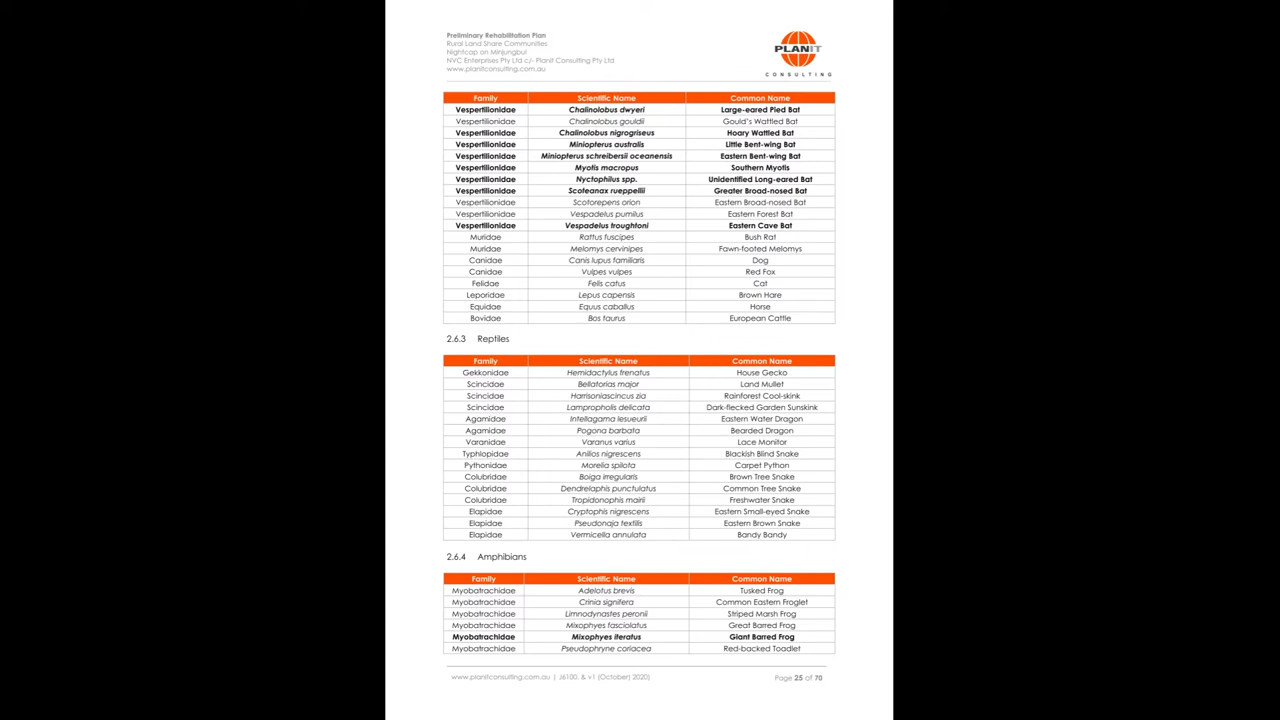 Preliminary Rehabilitation Plan
Rural Land Share Communities
Nightcap on Minjungbul
NVC Enterprises Pty Ltd c/- Planit Consulting Pty Ltd
www.planitconsulting.com.au
PLANIT
CONSULTING
Family Scientific Name Common Name
Vespertilionidae Chalinolobus dwyeri Large-eared Pied Bat
Vespertilionidae Chalinolobus gouldii Gould's Wattled Bat
Vespertilionidae Chalinolobus nigrogriseus Hoary Wattled Bat
Vespertilionidae Miniopterus australis Little Bent-wing Bat
Vespertilionidae Miniopterus schreibersii oceanensis Eastern Bent-wing Bat
Vespertilionidae Myotis macropus Southern Myotis
Vespertilionidae Nyctophilus spp. Unidentified Long-eared Bat
Vespertilionidae Scoteanax rueppellii Greater Broad-nosed Bat
Vespertilionidae Scotorepens orion Eastern Broad-nosed Bat
Vespertilionidae Vespadelus pumilus Eastern Forest Bat
Vespertilionidae Vespadelus troughtoni Eastern Cave Bat
Muridae Rattus fuscipes Bush Rat
Muridae Melomys cervinipes Fawn-footed Melomys
Canidae Canis lupus familiaris Dog
Canidae Vulpes vulpes Red Fox
Felidae Felis catus Cat
Leporidae Lepus capensis Brown Hare
Equidae Equus caballus Horse
Bovidae Bos taurus European Cattle
2.6.3 Reptiles
Family Scientific Name Common Name
Gekkonidae Hemidactylus frenatus House Gecko
Scincidae Bellatorias major Land Mullet
Scincidae Harrisoniascincus zia Rainforest Cool-skink
Scincidae Lampropholis delicata Dark-flecked Garden Sunskink
Agamidae Intellagama lesueurii Eastern Water Dragon
Agamidae Pogona barbata Bearded Dragon
Varanidae Varanus varius Lace Monitor
Typhlopidae Anilios nigrescens Blackish Blind Snake
Pythonidae Morelia spilota Carpet Python
Colubridae Boiga irregularis Brown Tree Snake
Colubridae Dendrelaphis punctulatus Common Tree Snake
Colubridae Tropidonophis mairii Freshwater Snake
Elapidae Cryptophis nigrescens Eastern Small-eyed Snake
Elapidae Pseudonaja textilis Eastern Brown Snake
Elapidae Vermicella annulata Bandy Bandy
2.6.4 Amphibians
Family Scientific Name Common Name
Myobatrachidae Adelotus brevis Tusked Frog
Myobatrachidae Crinia signifera Common Eastern Froglet
Myobatrachidae Limnodynastes peronii Striped Marsh Frog
Myobatrachidae Mixophyes fasciolatus Great Barred Frog
Myobatrachidae Mixophyes iteratus Giant Barred Frog
Myobatrachidae Pseudophryne coriacea Red-backed Toadlet
www.planitconsulting.com.au | J6100, & v1 (October) 2020) Page 25 of 70